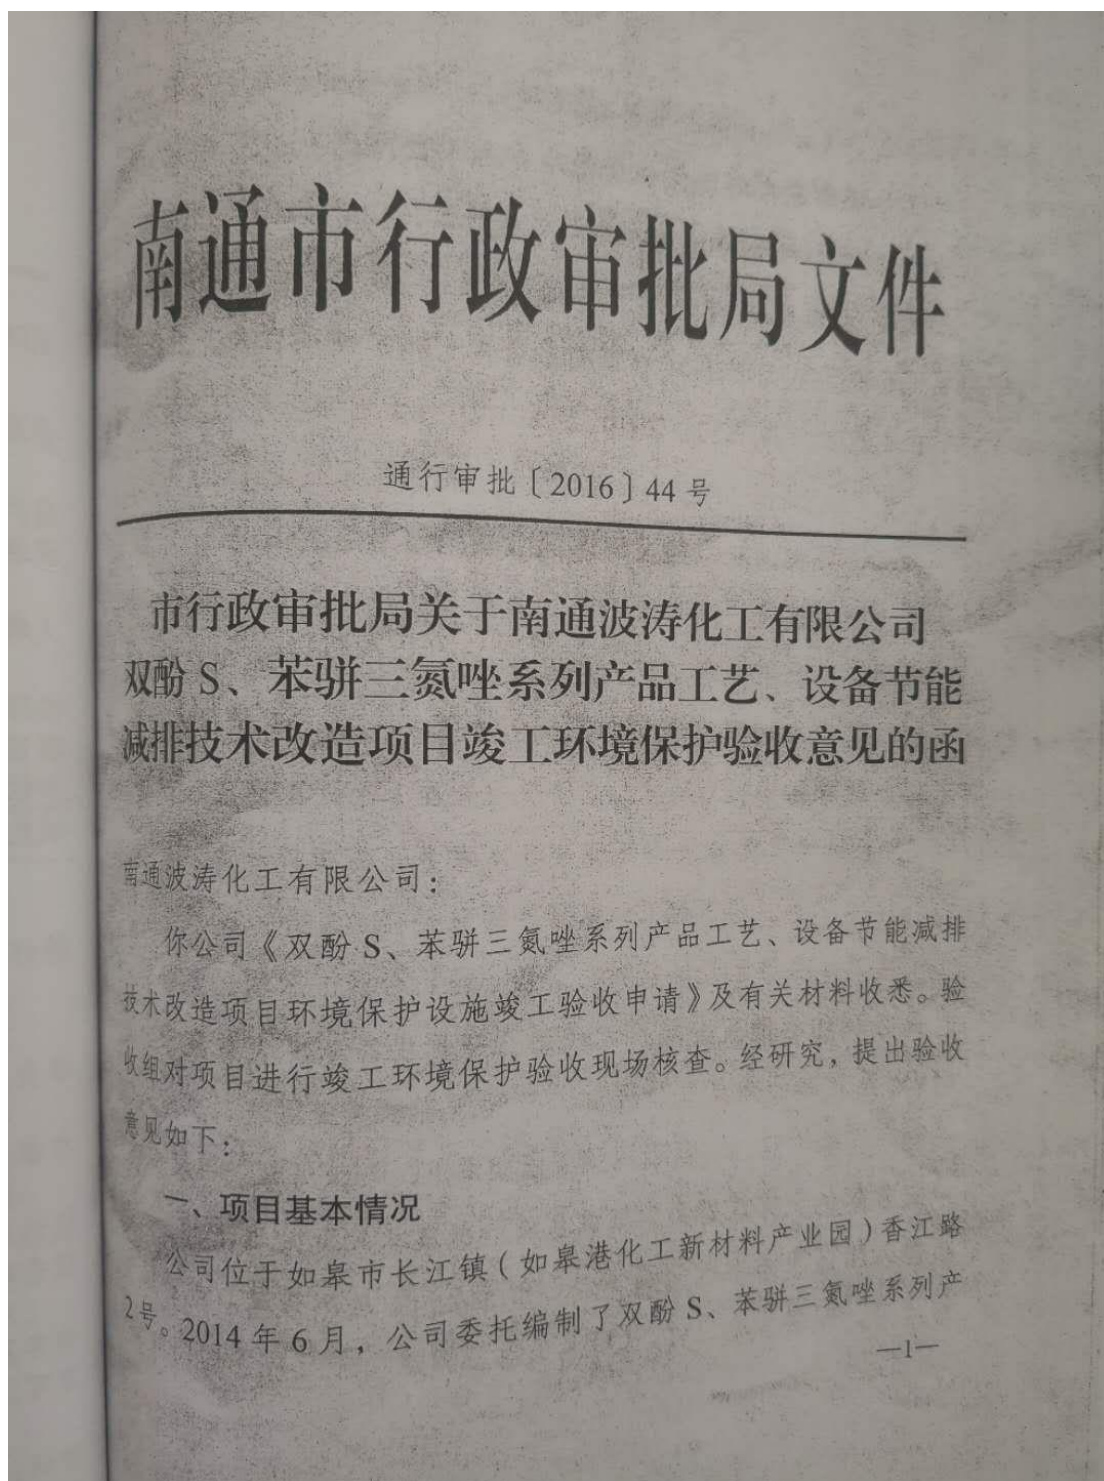 南通市行政审批局文件
通行审批〔2016〕44号
市行政审批局关于南通波涛化工有限公司
双酚S、苯骈三氮唑系列产品工艺、设备节能
减排技术改造项目竣工环境保护验收意见的函
南通波涛化工有限公司：
你公司《双酚S、苯骈三氮唑系列产品工艺、设备节能减排
技术改造项目环境保护设施竣工验收申请》及有关材料收悉。验
收组对项目进行竣工环境保护验收现场核查。经研究，提出验收
意见如下：
一、项目基本情况
公司位于如皋市长江镇（如皋港化工新材料产业园）香江路
2号。2014年6月，公司委托编制了双酚S、苯骈三氮唑系列产
—1—